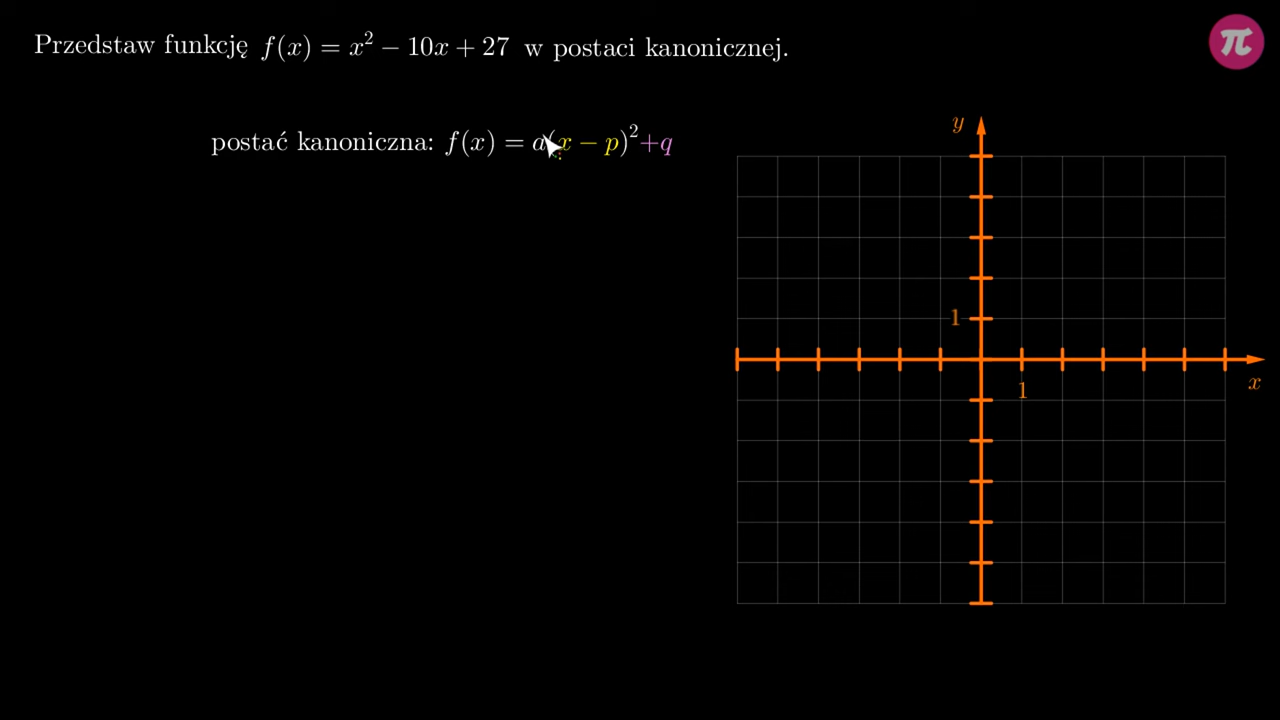 Przedstaw funkcję f(x) = x² − 10x + 27 w postaci kanonicznej.
π
postać kanoniczna: f(x) = a(x − p)² + q
y
1
1
x